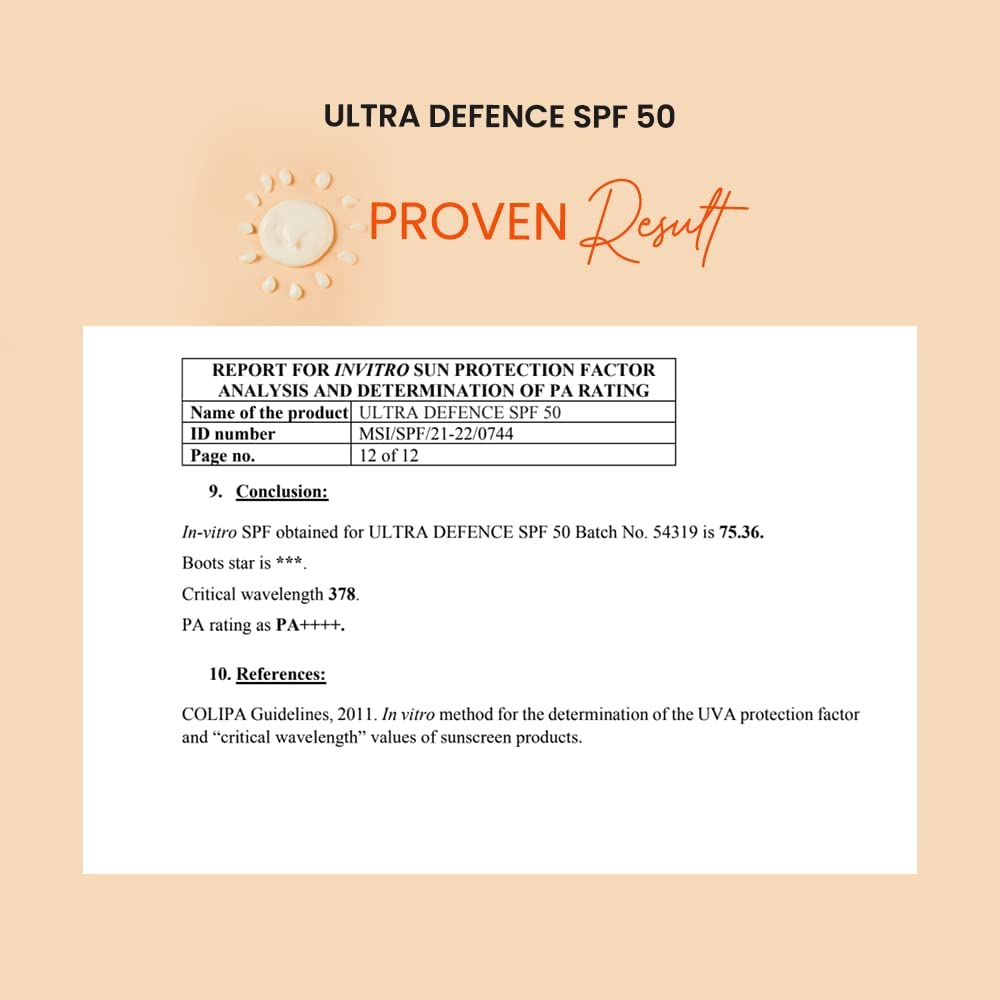 ULTRA DEFENCE SPF 50
PROVEN Result
REPORT FOR INVITRO SUN PROTECTION FACTOR
ANALYSIS AND DETERMINATION OF PA RATING
Name of the product ULTRA DEFENCE SPF 50
ID number MSI/SPF/21-22/0744
Page no. 12 of 12
9. Conclusion:
In-vitro SPF obtained for ULTRA DEFENCE SPF 50 Batch No. 54319 is 75.36.
Boots star is ***.
Critical wavelength 378.
PA rating as PA++++.
10. References:
COLIPA Guidelines, 2011. In vitro method for the determination of the UVA protection factor
and “critical wavelength” values of sunscreen products.